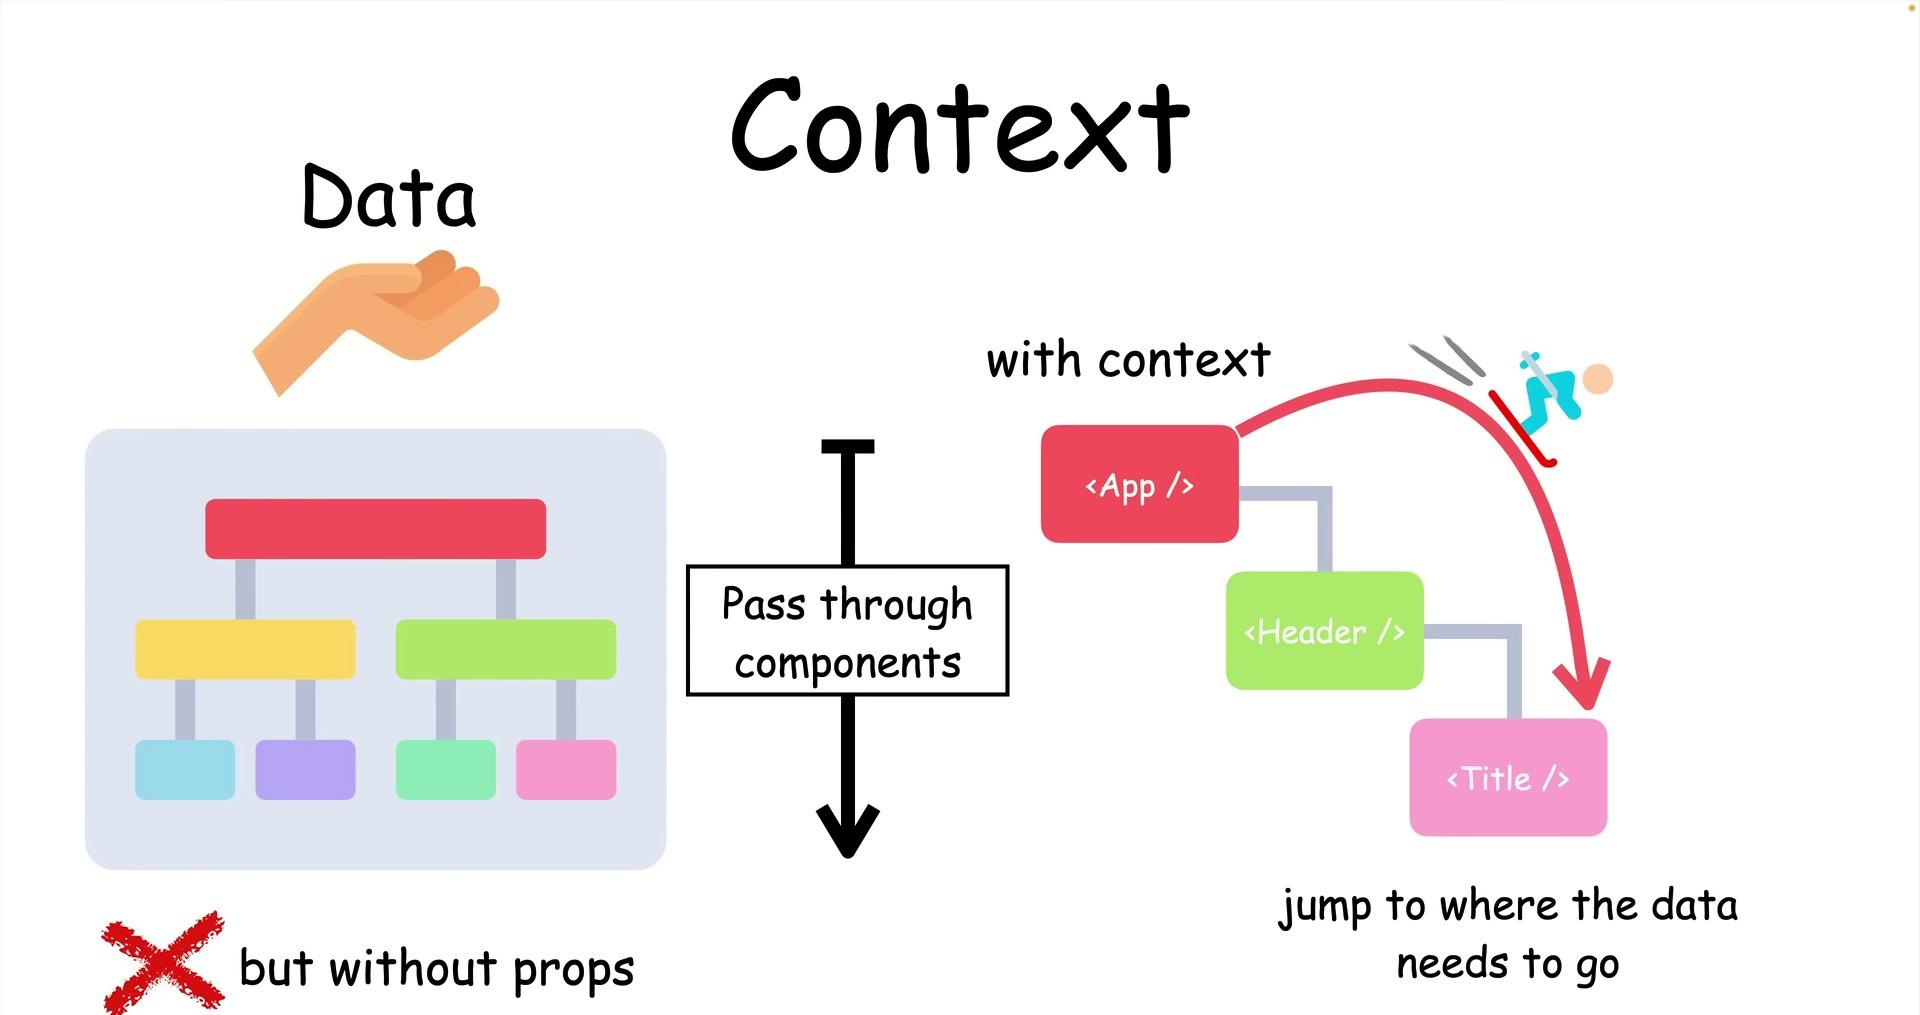 Context
Data
with context
<App />
Pass through
components
<Header />
<Title />
jump to where the data
needs to go
but without props